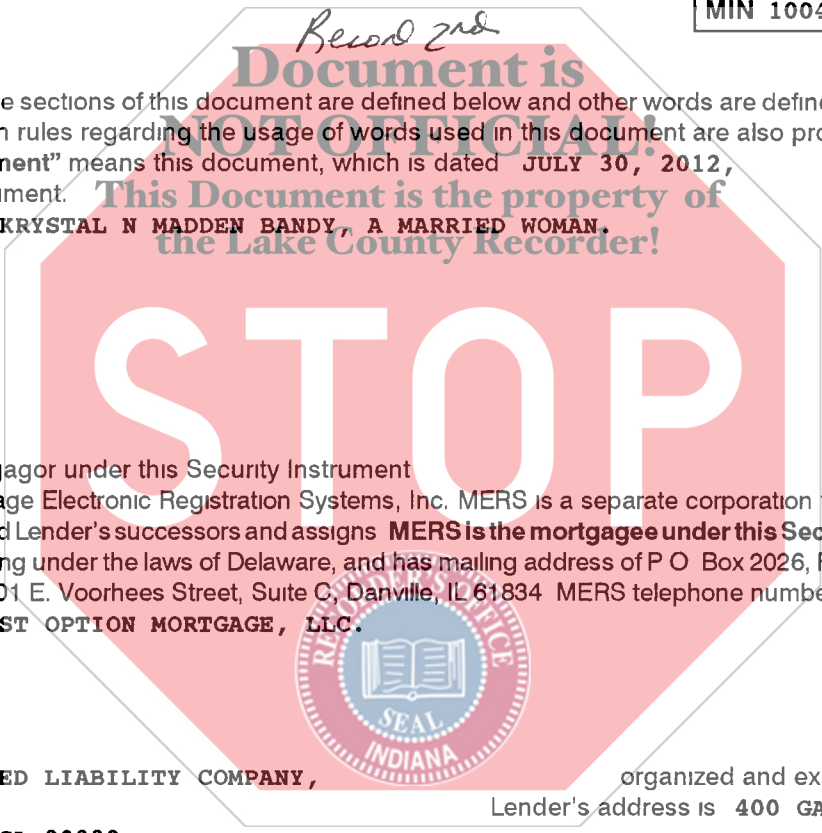 MIN 1004
Record 2nd
Document is
e sections of this document are defined below and other words are define
n rules regarding the usage of words used in this document are also pro
NOT OFFICIAL!
nent” means this document, which is dated JULY 30, 2012,
ument.
This Document is the property of
KRYSTAL N MADDEN BANDY, A MARRIED WOMAN.
the Lake County Recorder!
STOP
gagor under this Security Instrument
age Electronic Registration Systems, Inc. MERS is a separate corporation
d Lender's successors and assigns MERS is the mortgagee under this Sec
ng under the laws of Delaware, and has mailing address of P O Box 2026,
01 E. Voorhees Street, Suite C, Danville, IL 61834 MERS telephone numbe
ST OPTION MORTGAGE, LLC.
RECORDER'S OFFICE
SEAL
INDIANA
ED LIABILITY COMPANY,
organized and ex
Lender's address is 400 GA